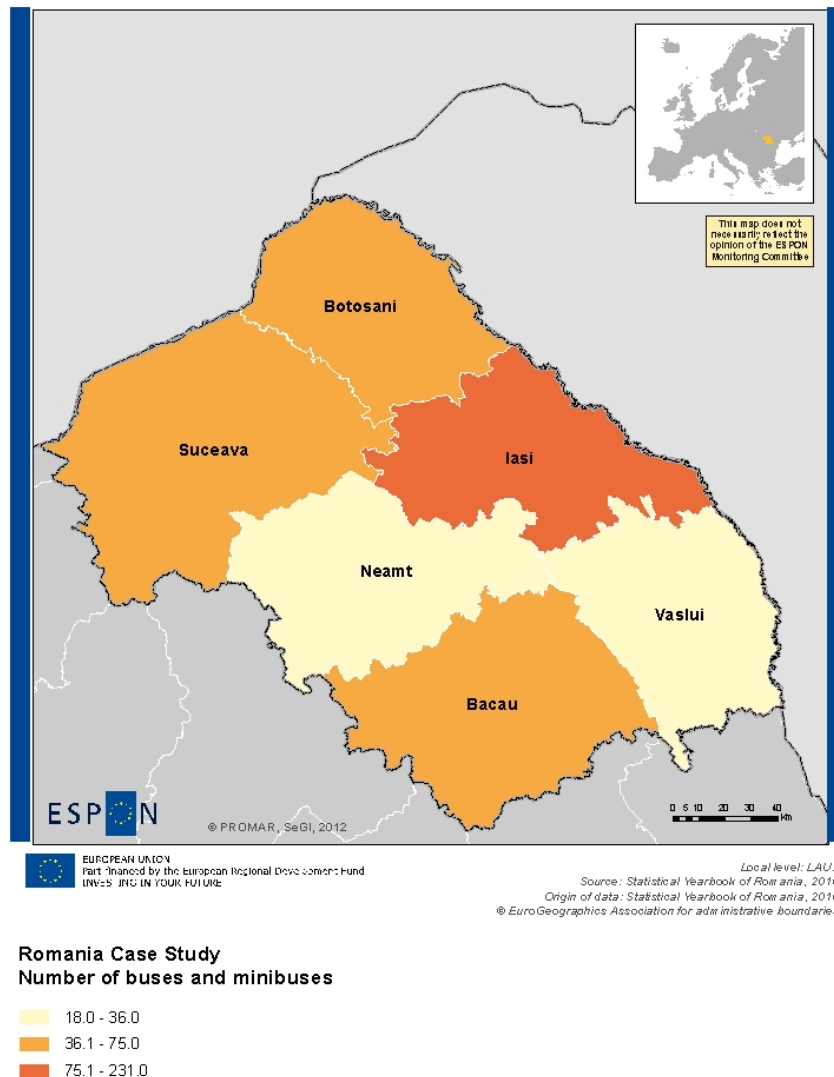 This map does not
necessarily reflect the
opinion of the ESPON
Monitoring Committee
Botosani
Suceava
Iasi
Neamt
Vaslui
Bacau
ESPON
© PROMAR, SeGI, 2012
0 5 10 20 30 40
km
EUROPEAN UNION
Part financed by the European Regional Development Fund
INVESTING IN YOUR FUTURE
Local level: LAU
Source: Statistical Yearbook of Romania,
Origin of data: Statistical Yearbook of Romania,
© EuroGeographics Association for administrative boundaries
Romania Case Study
Number of buses and minibuses
18.0 - 36.0
36.1 - 75.0
75.1 - 231.0